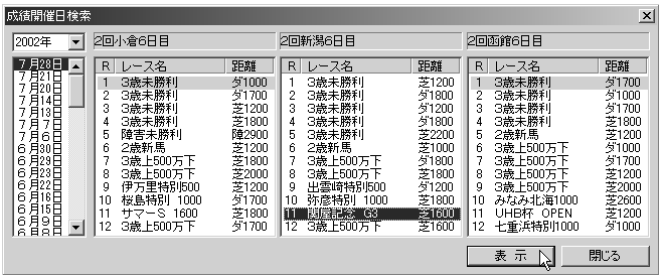 成績開催日検索
2002年 2回小倉6日目 2回新潟6日目 2回函館6日目
7月28日
7月21日
7月20日
7月14日
7月13日
7月 7日
7月 6日
6月30日
6月29日
6月23日
6月22日
6月16日
6月15日
6月 9日
6月 8日
R レース名 距離
1 3歳未勝利 ダ1000
2 3歳未勝利 ダ1700
3 3歳未勝利 芝1200
4 3歳未勝利 芝1800
5 障害未勝利 障2900
6 2歳新馬 芝1200
7 3歳上500万下 芝1800
8 3歳上500万下 芝2000
9 伊万里特別500 芝1200
10 桜島特別 1000 ダ1700
11 サマーS 1600 芝1800
12 3歳上500万下 ダ1700
R レース名 距離
1 3歳未勝利 芝1200
2 3歳未勝利 ダ1800
3 3歳未勝利 ダ1200
4 3歳未勝利 ダ1800
5 3歳未勝利 芝2200
6 2歳新馬 芝1000
7 3歳上500万下 ダ1800
8 3歳上500万下 ダ1200
9 出雲崎特別500 芝1200
10 弥彦特別 1000 芝1800
11 関屋記念 G3 芝1600
12 3歳上500万下 芝1600
R レース名 距離
1 3歳未勝利 ダ1700
2 3歳未勝利 ダ1000
3 3歳未勝利 ダ1700
4 3歳未勝利 芝1800
5 2歳新馬 芝1200
6 3歳上500万下 ダ1000
7 3歳上500万下 ダ1700
8 3歳上500万下 芝1200
9 3歳上500万下 芝2000
10 みなみ北海1000 芝2600
11 UHB杯 OPEN 芝1200
12 七重浜特別1000 ダ1000
表 示 閉じる